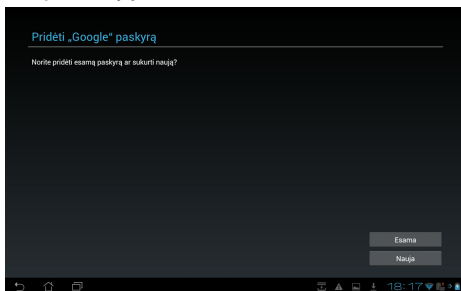 Pridėti „Google“ paskyrą
Norite pridėti esamą paskyrą ar sukurti naują?
Esama
Nauja
18:17